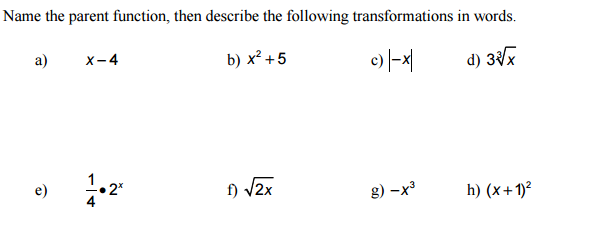 Name the parent function, then describe the following transformations in words.
a) x – 4 b) x² + 5 c) |–x| d) 3∛x
e) 1/4 • 2ˣ f) √2x g) –x³ h) (x + 1)²